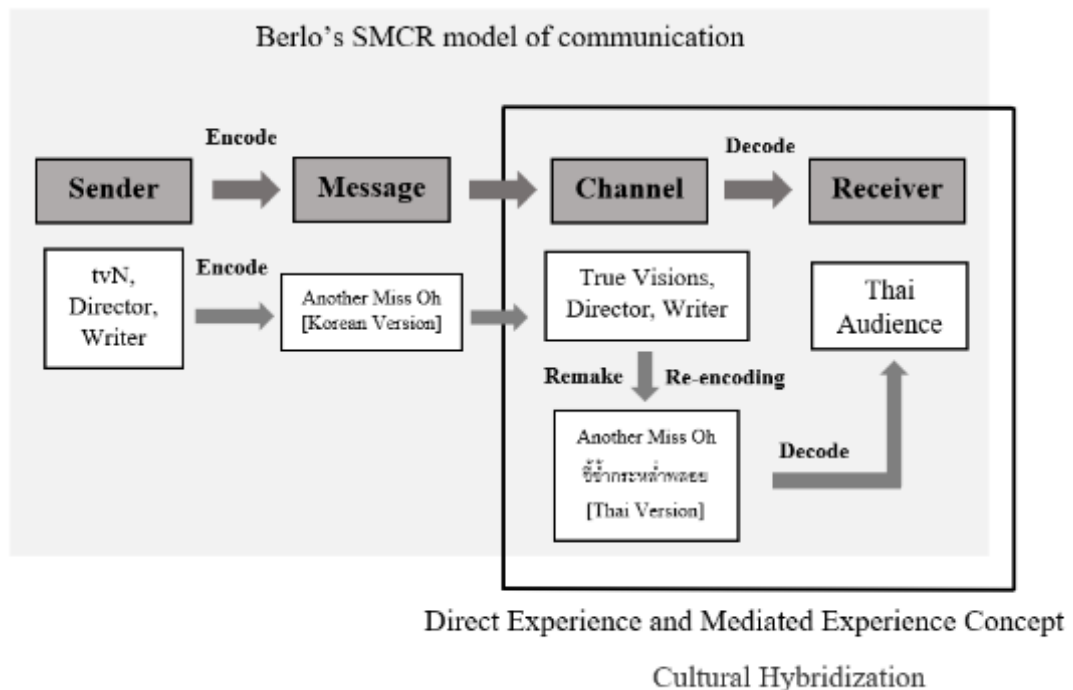 Berlo's SMCR model of communication
Encode
Decode
Sender
Message
Channel
Receiver
tvN,
Director,
Writer
Encode
Another Miss Oh
[Korean Version]
True Visions,
Director, Writer
Thai
Audience
Remake
Re-encoding
Another Miss Oh
[Thai Version]
Decode
Direct Experience and Mediated Experience Concept
Cultural Hybridization